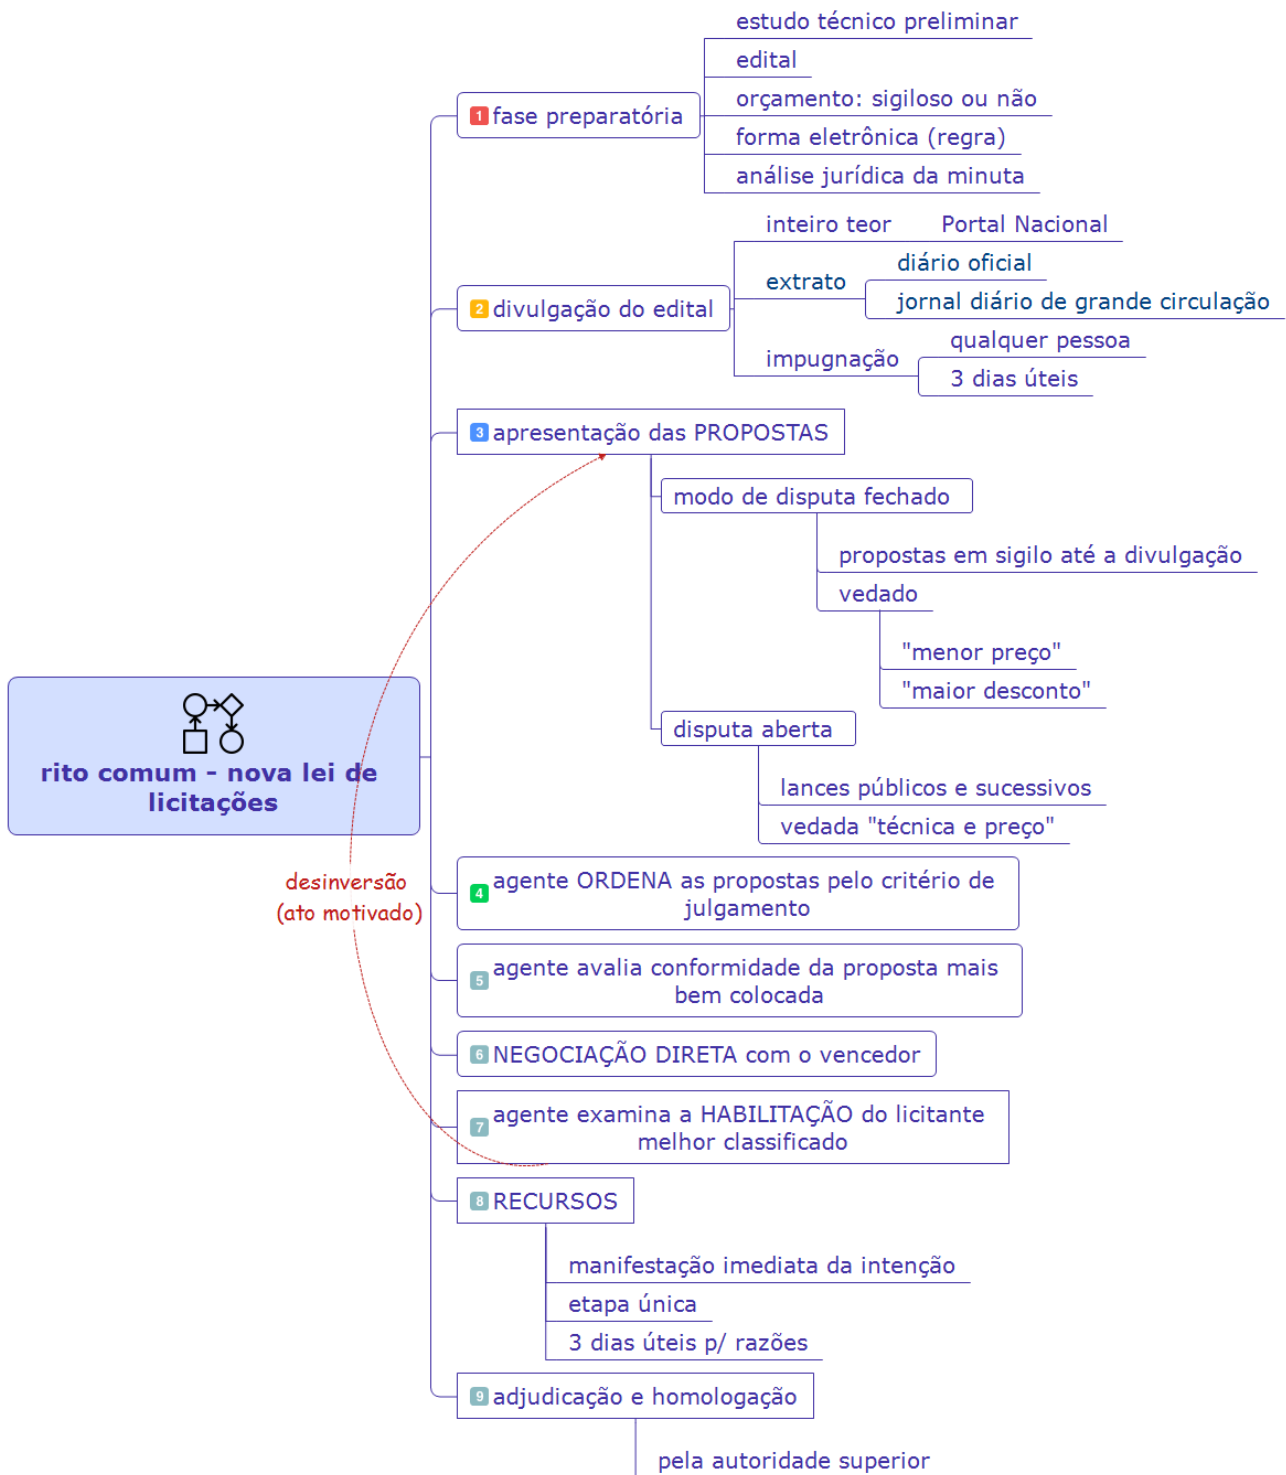 estudo técnico preliminar
edital
orçamento: sigiloso ou não
forma eletrônica (regra)
análise jurídica da minuta
1 fase preparatória
inteiro teor
Portal Nacional
extrato
diário oficial
jornal diário de grande circulação
impugnação
qualquer pessoa
3 dias úteis
2 divulgação do edital
3 apresentação das PROPOSTAS
modo de disputa fechado
propostas em sigilo até a divulgação
vedado
"menor preço"
"maior desconto"
disputa aberta
lances públicos e sucessivos
vedada "técnica e preço"
rito comum - nova lei de
licitações
desinversão
(ato motivado)
4 agente ORDENA as propostas pelo critério de
julgamento
5 agente avalia conformidade da proposta mais
bem colocada
6 NEGOCIAÇÃO DIRETA com o vencedor
7 agente examina a HABILITAÇÃO do licitante
melhor classificado
8 RECURSOS
manifestação imediata da intenção
etapa única
3 dias úteis p/ razões
9 adjudicação e homologação
pela autoridade superior